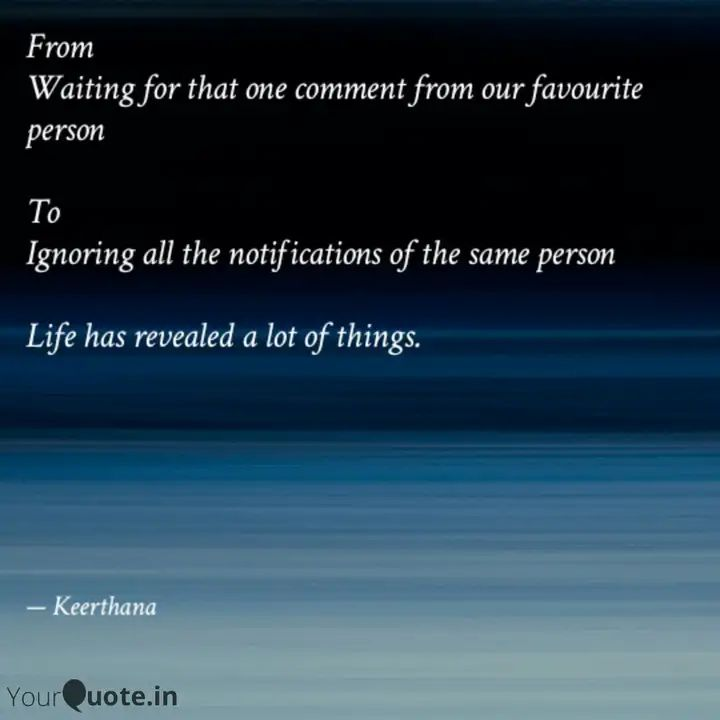 From
Waiting for that one comment from our favourite
person
To
Ignoring all the notifications of the same person
Life has revealed a lot of things.
— Keerthana
YourQuote.in